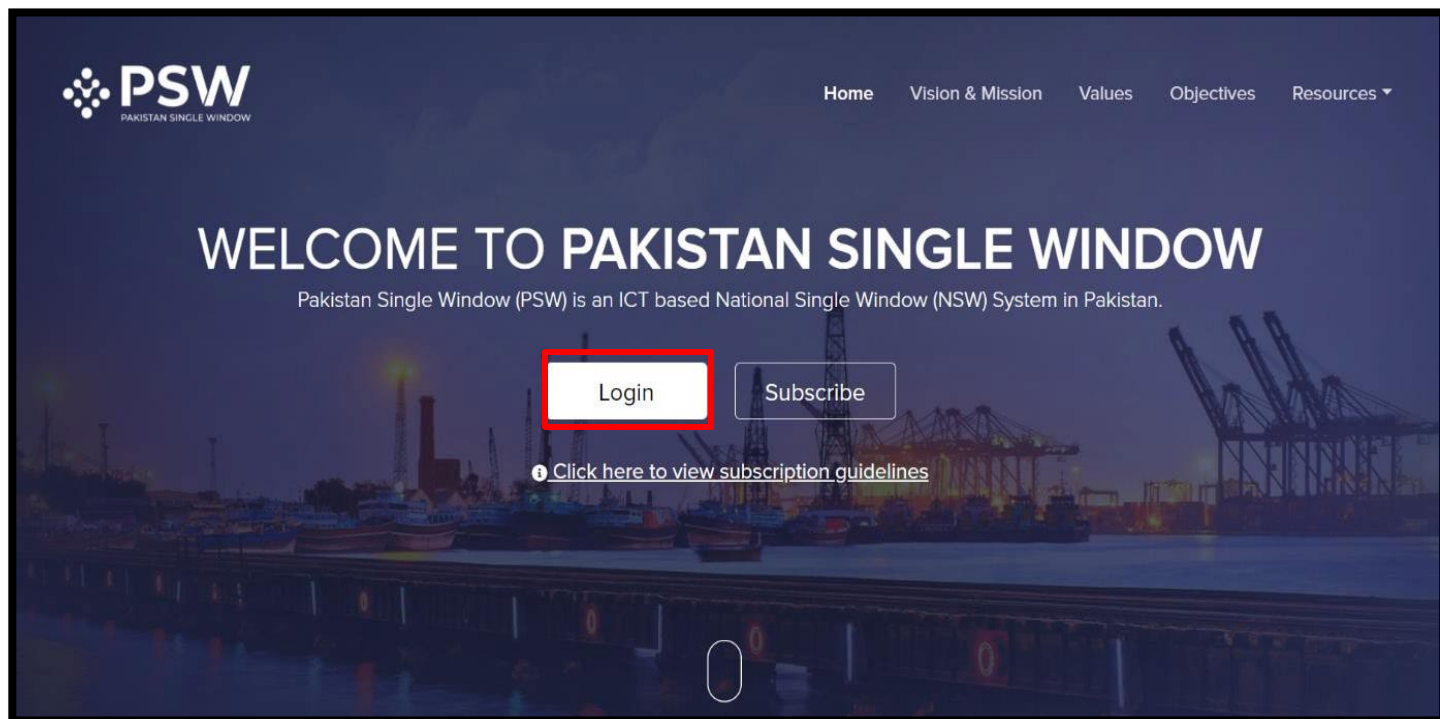 PSW
PAKISTAN SINGLE WINDOW
Home Vision & Mission Values Objectives Resources
WELCOME TO PAKISTAN SINGLE WINDOW
Pakistan Single Window (PSW) is an ICT based National Single Window (NSW) System in Pakistan.
Login Subscribe
Click here to view subscription guidelines